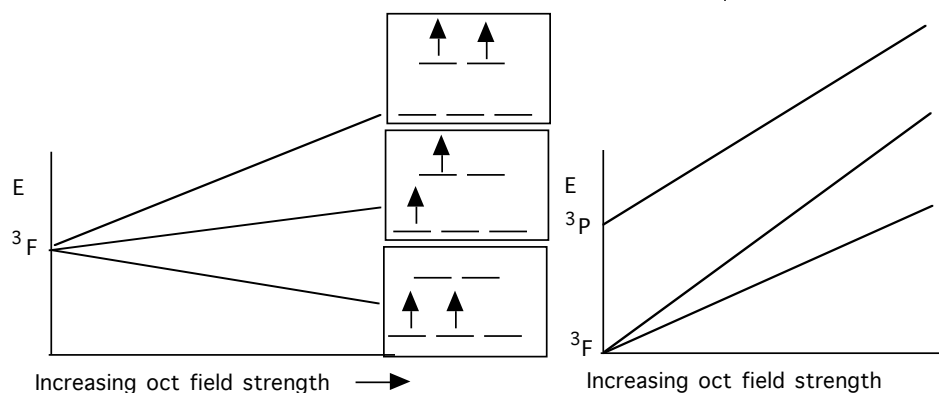 E
3F
Increasing oct field strength
E
3P
3F
Increasing oct field strength